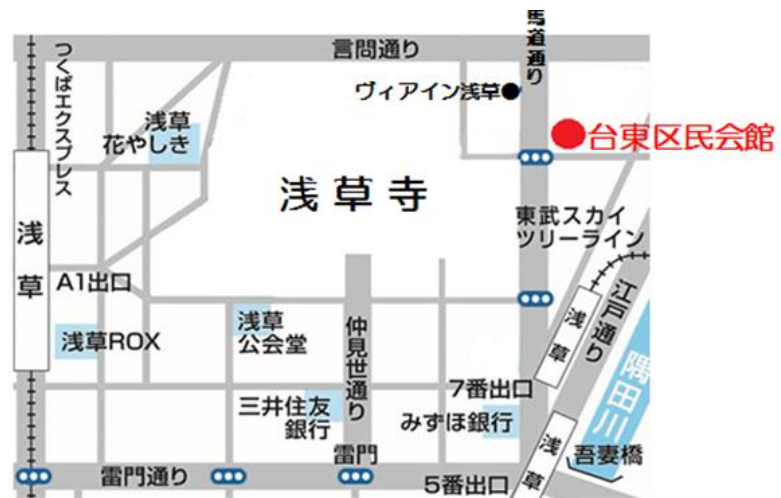 言問通り
馬道通り
つくばエクスプレス
ヴィアイン浅草
浅草
花やしき
台東区民会館
浅草寺
東武スカイ
ツリーライン
浅草
A1出口
江戸通り
浅草ROX
浅草
公会堂
仲見世通り
浅草
隅田川
7番出口
三井住友
銀行
みずほ銀行
雷門
浅草
吾妻橋
雷門通り
5番出口